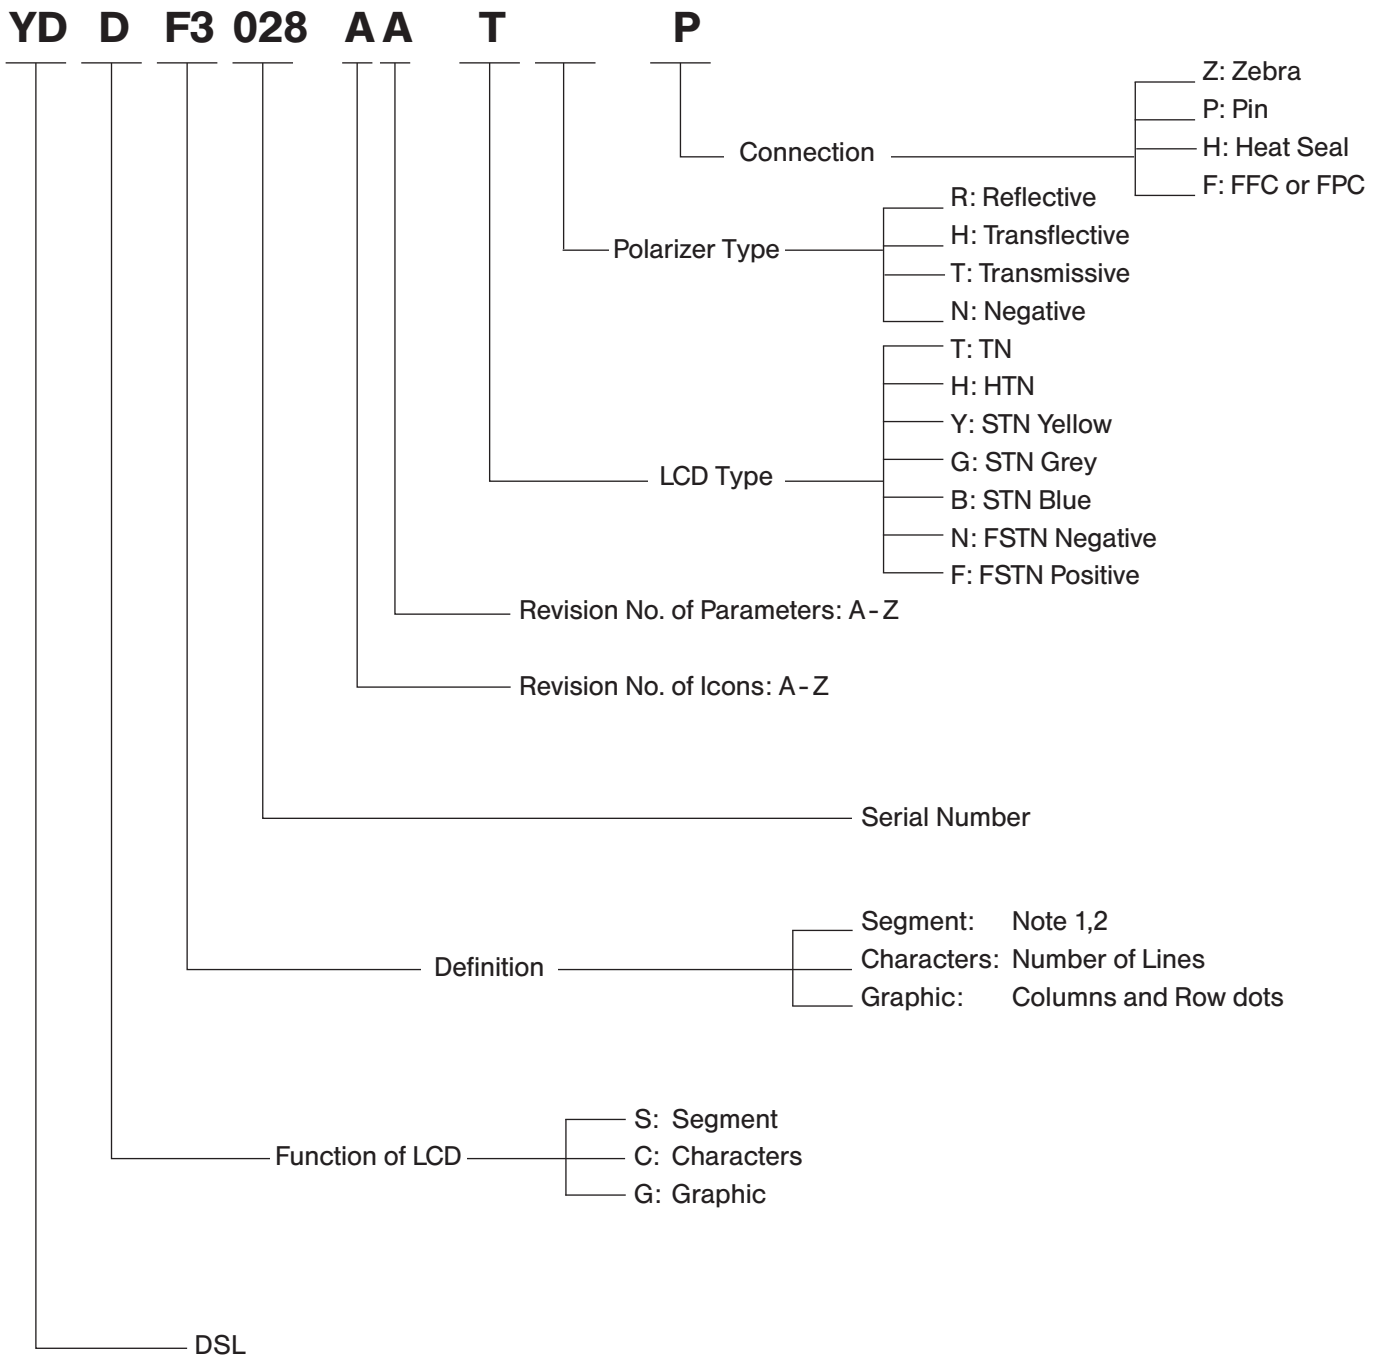 YD D F3 028 A A T P
Z: Zebra
P: Pin
Connection
H: Heat Seal
F: FFC or FPC
R: Reflective
H: Transflective
Polarizer Type
T: Transmissive
N: Negative
T: TN
H: HTN
Y: STN Yellow
G: STN Grey
LCD Type
B: STN Blue
N: FSTN Negative
F: FSTN Positive
Revision No. of Parameters: A-Z
Revision No. of Icons: A-Z
Serial Number
Segment: Note 1,2
Characters: Number of Lines
Definition
Graphic: Columns and Row dots
S: Segment
Function of LCD
C: Characters
G: Graphic
DSL